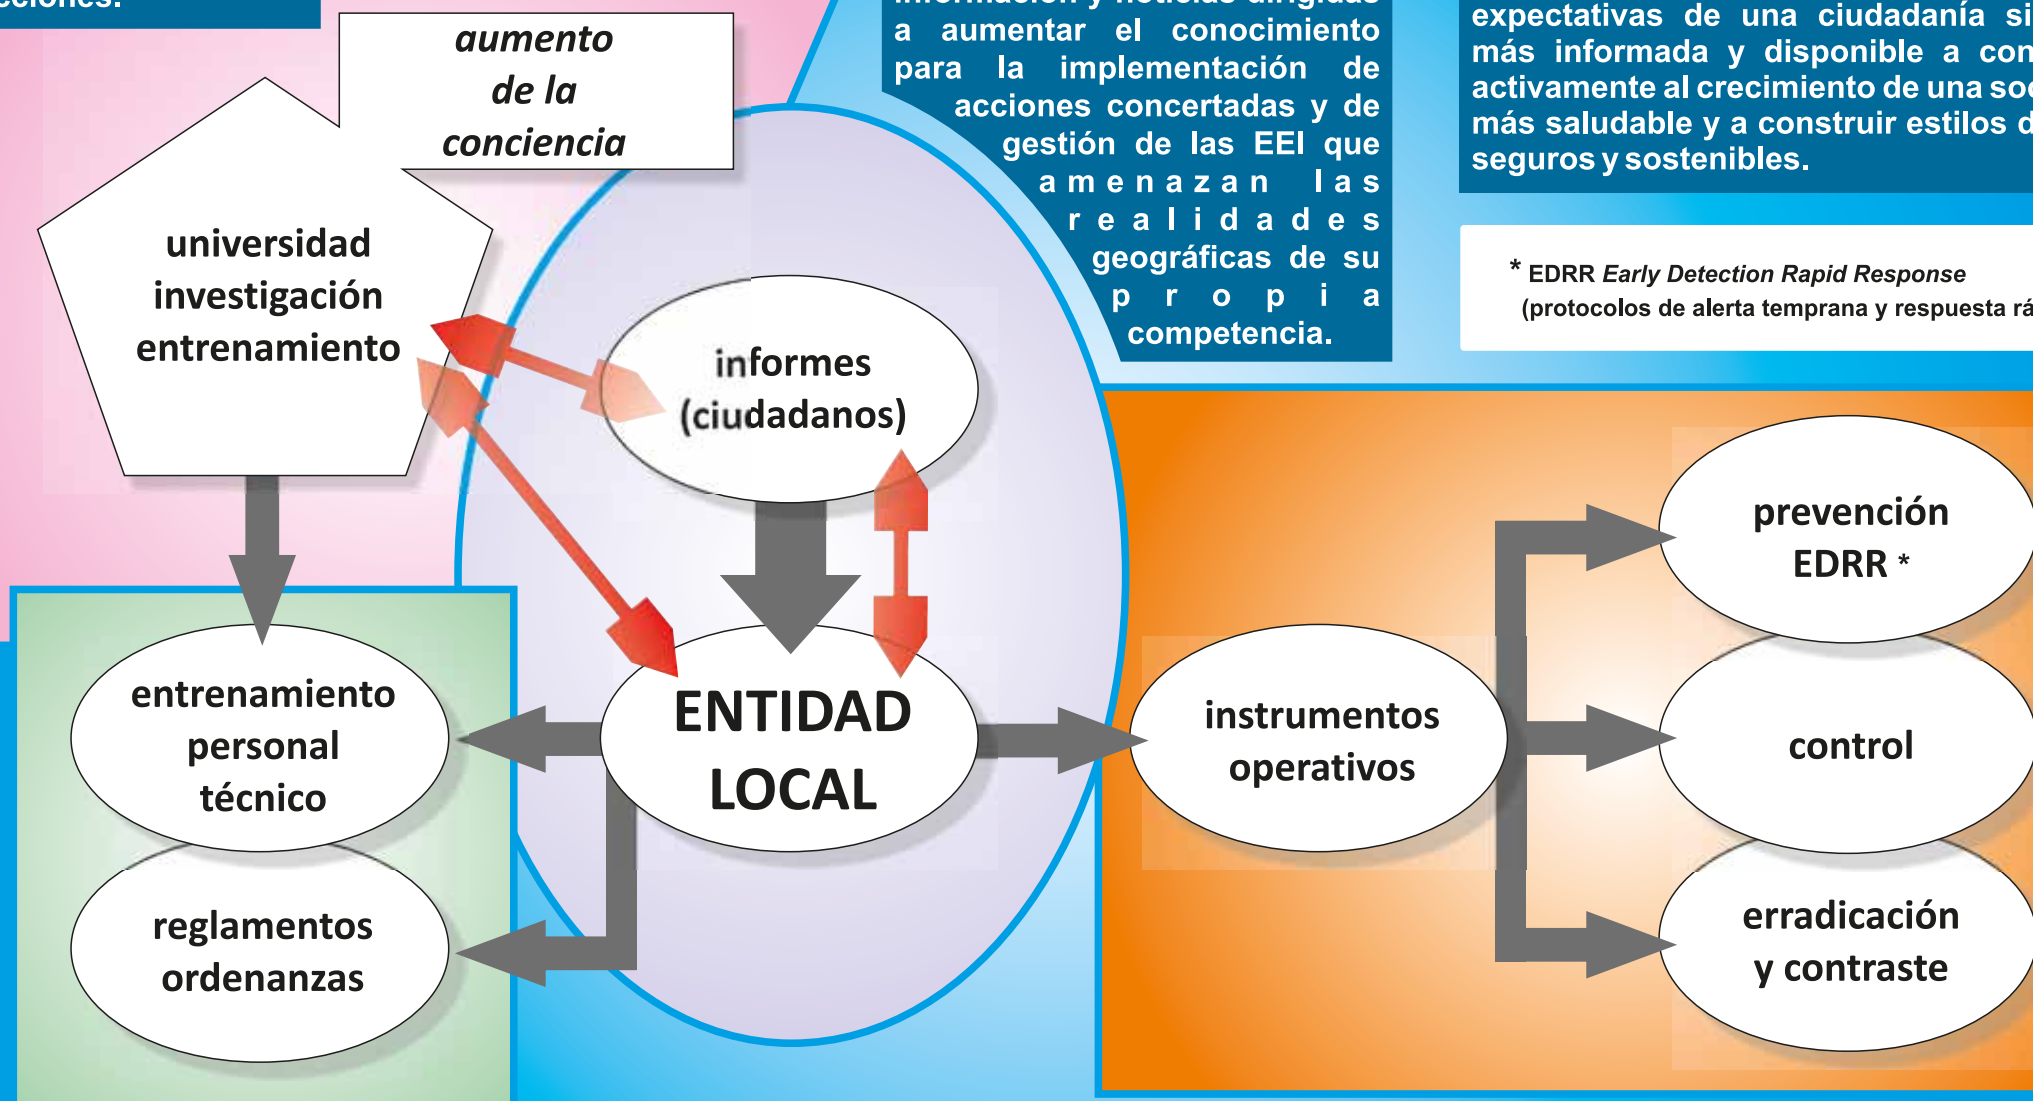 aumento
de la
conciencia
universidad
investigación
entrenamiento
informes
(ciudadanos)
ENTIDAD
LOCAL
entrenamiento
personal
técnico
reglamentos
ordenanzas
a aumentar el conocimiento
para la implementación de
acciones concertadas y de
gestión de las EEI que
amenazan las
realidades
geográficas de su
propia
competencia.
expectativas de una ciudadanía
más informada y disponible a
activamente al crecimiento de una
más saludable y a construir estilos
seguros y sostenibles.
* EDRR Early Detection Rapid Response
(protocolos de alerta temprana y respuesta
instrumentos
operativos
prevención
EDRR *
control
erradicación
y contraste